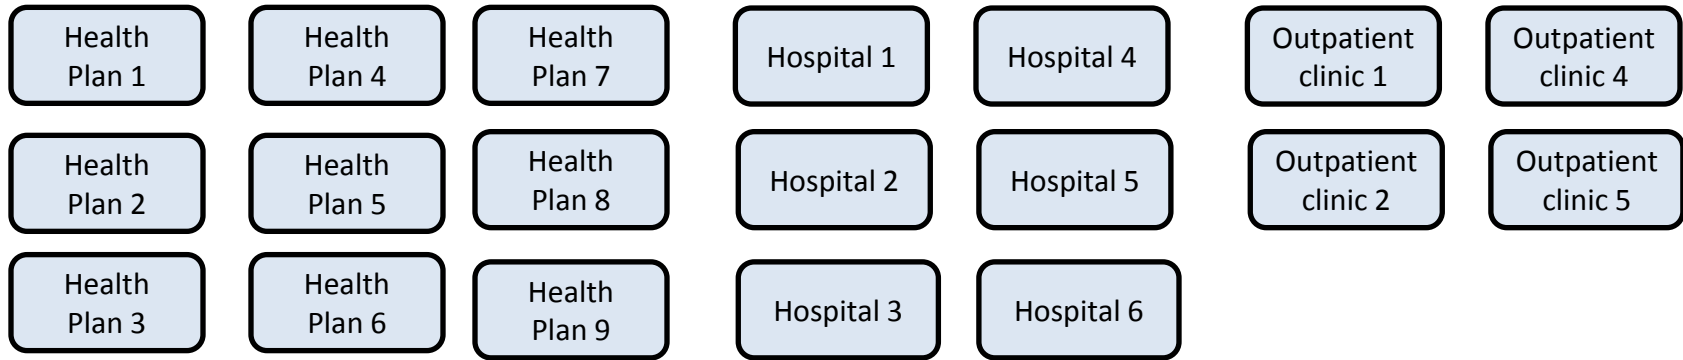 Health
Plan 1
Health
Plan 4
Health
Plan 7
Hospital 1
Hospital 4
Outpatient
clinic 1
Outpatient
clinic 4
Health
Plan 2
Health
Plan 5
Health
Plan 8
Hospital 2
Hospital 5
Outpatient
clinic 2
Outpatient
clinic 5
Health
Plan 3
Health
Plan 6
Health
Plan 9
Hospital 3
Hospital 6